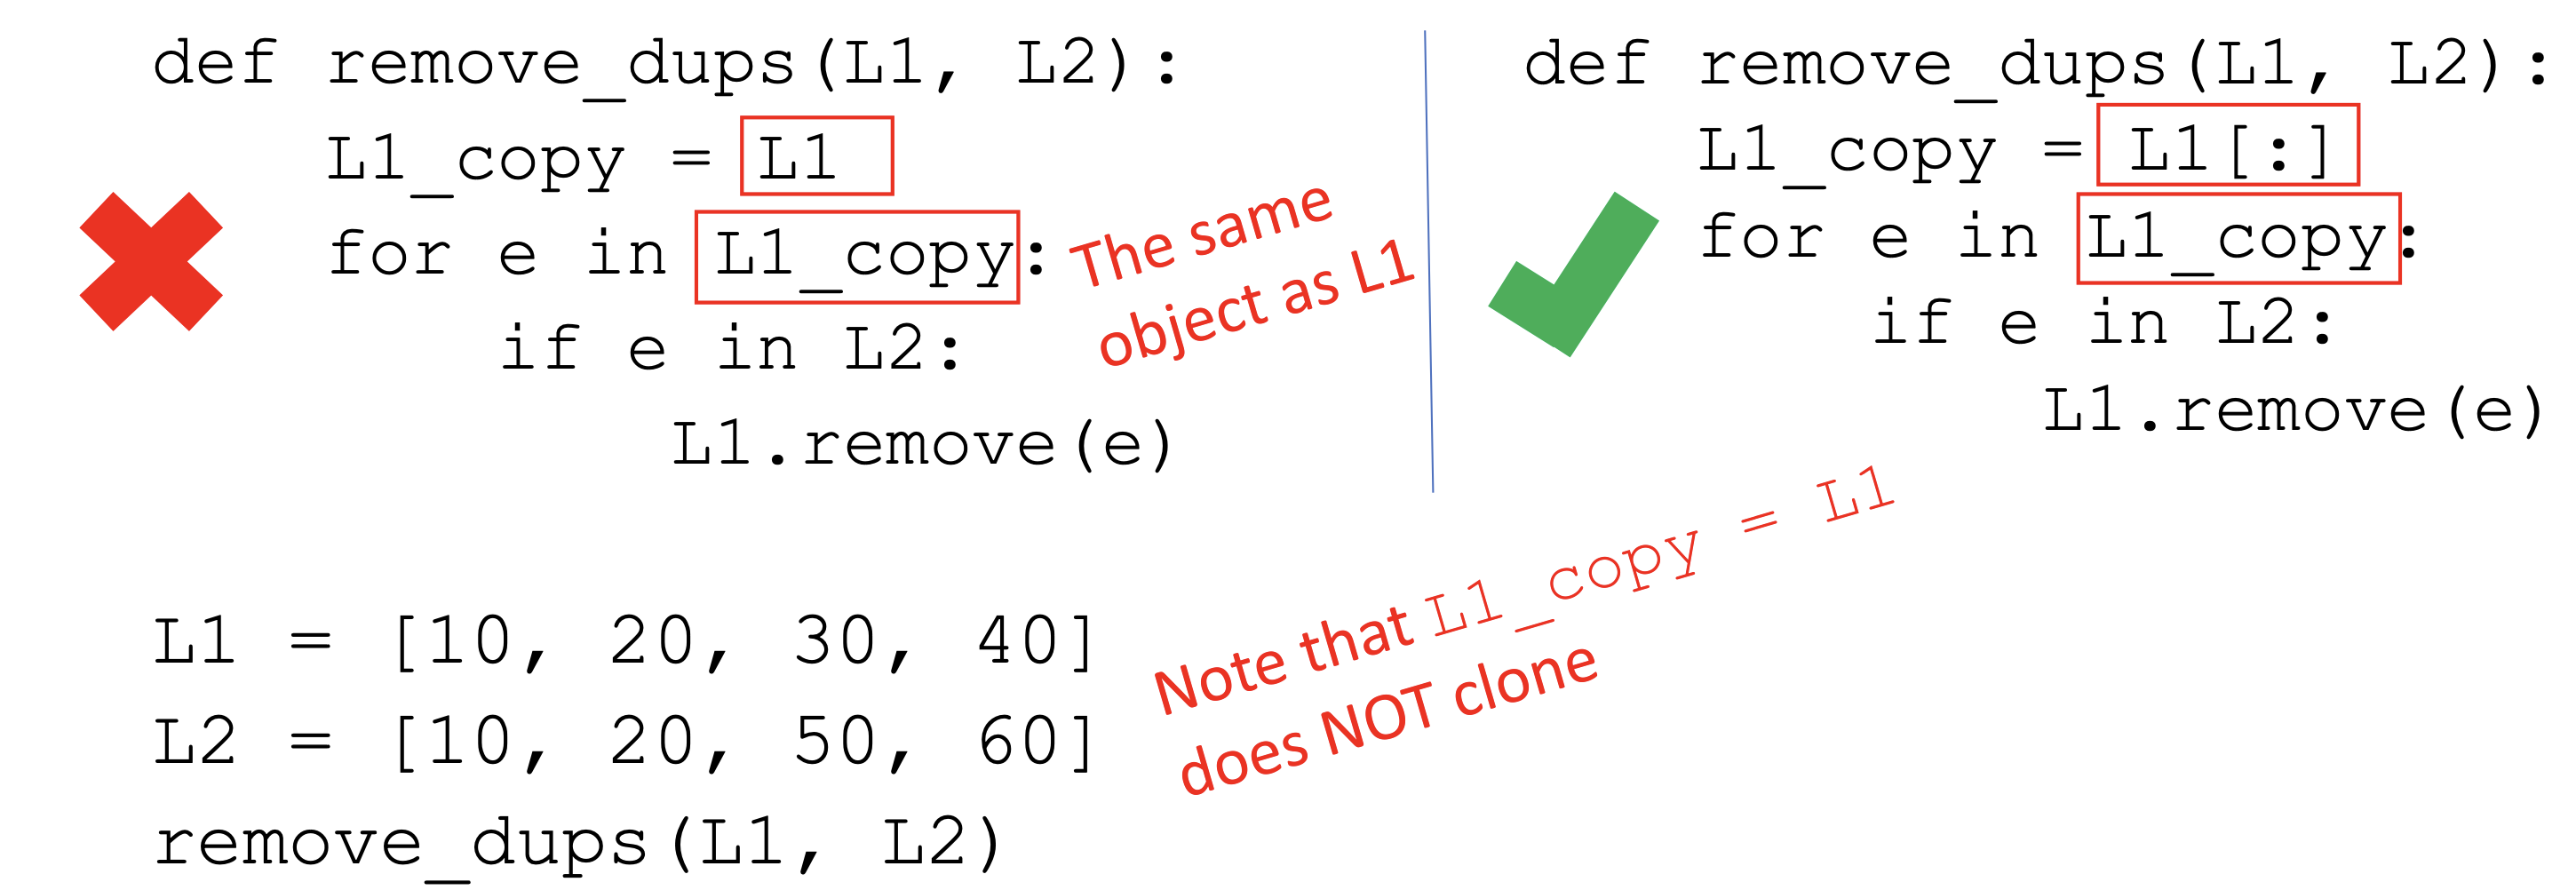 def remove_dups(L1, L2):
    L1_copy = L1
    for e in L1_copy:
        if e in L2:
            L1.remove(e)
The same
object as L1
def remove_dups(L1, L2):
    L1_copy = L1[:]
    for e in L1_copy:
        if e in L2:
            L1.remove(e)
L1 = [10, 20, 30, 40]
L2 = [10, 20, 50, 60]
remove_dups(L1, L2)
Note that L1_copy = L1
does NOT clone